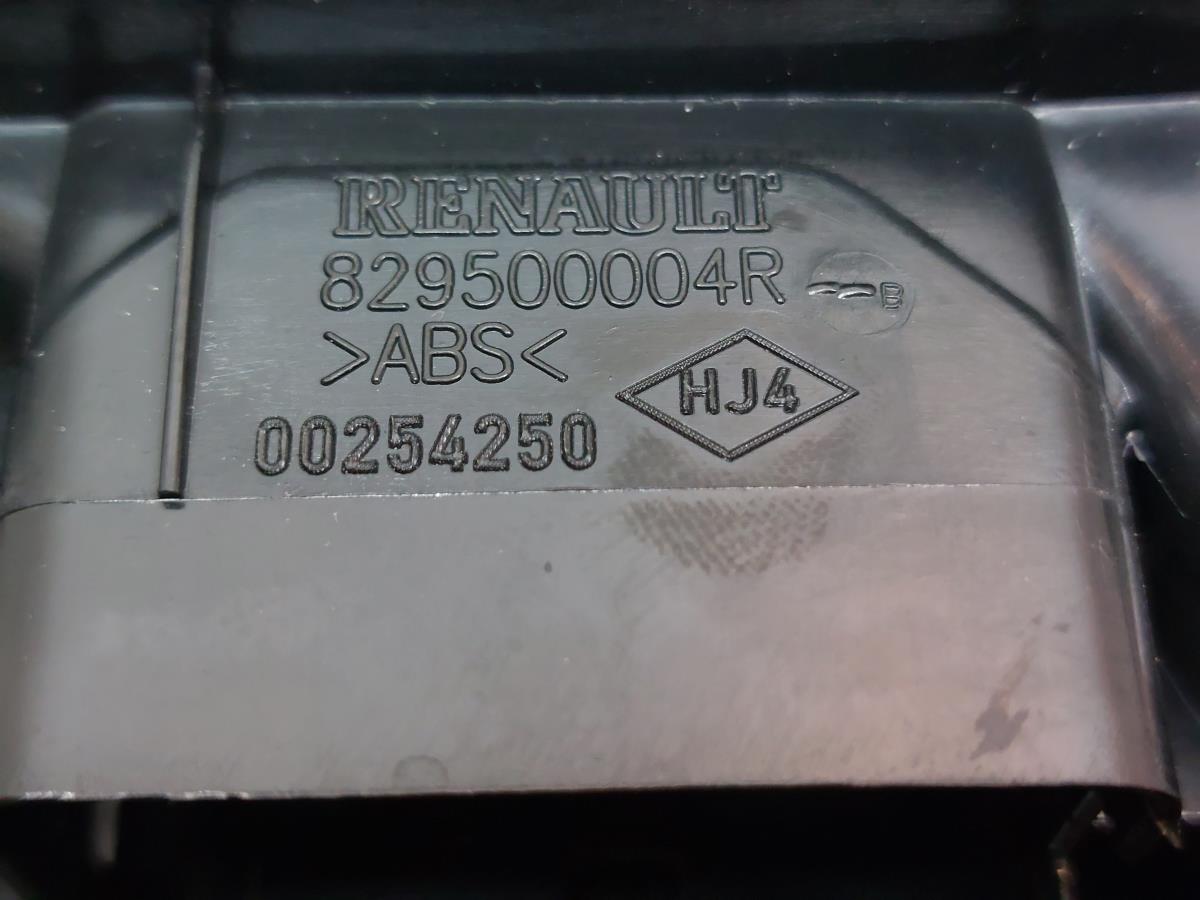 RENAULT
829500004R
B
>ABS<
HJ4
00254250